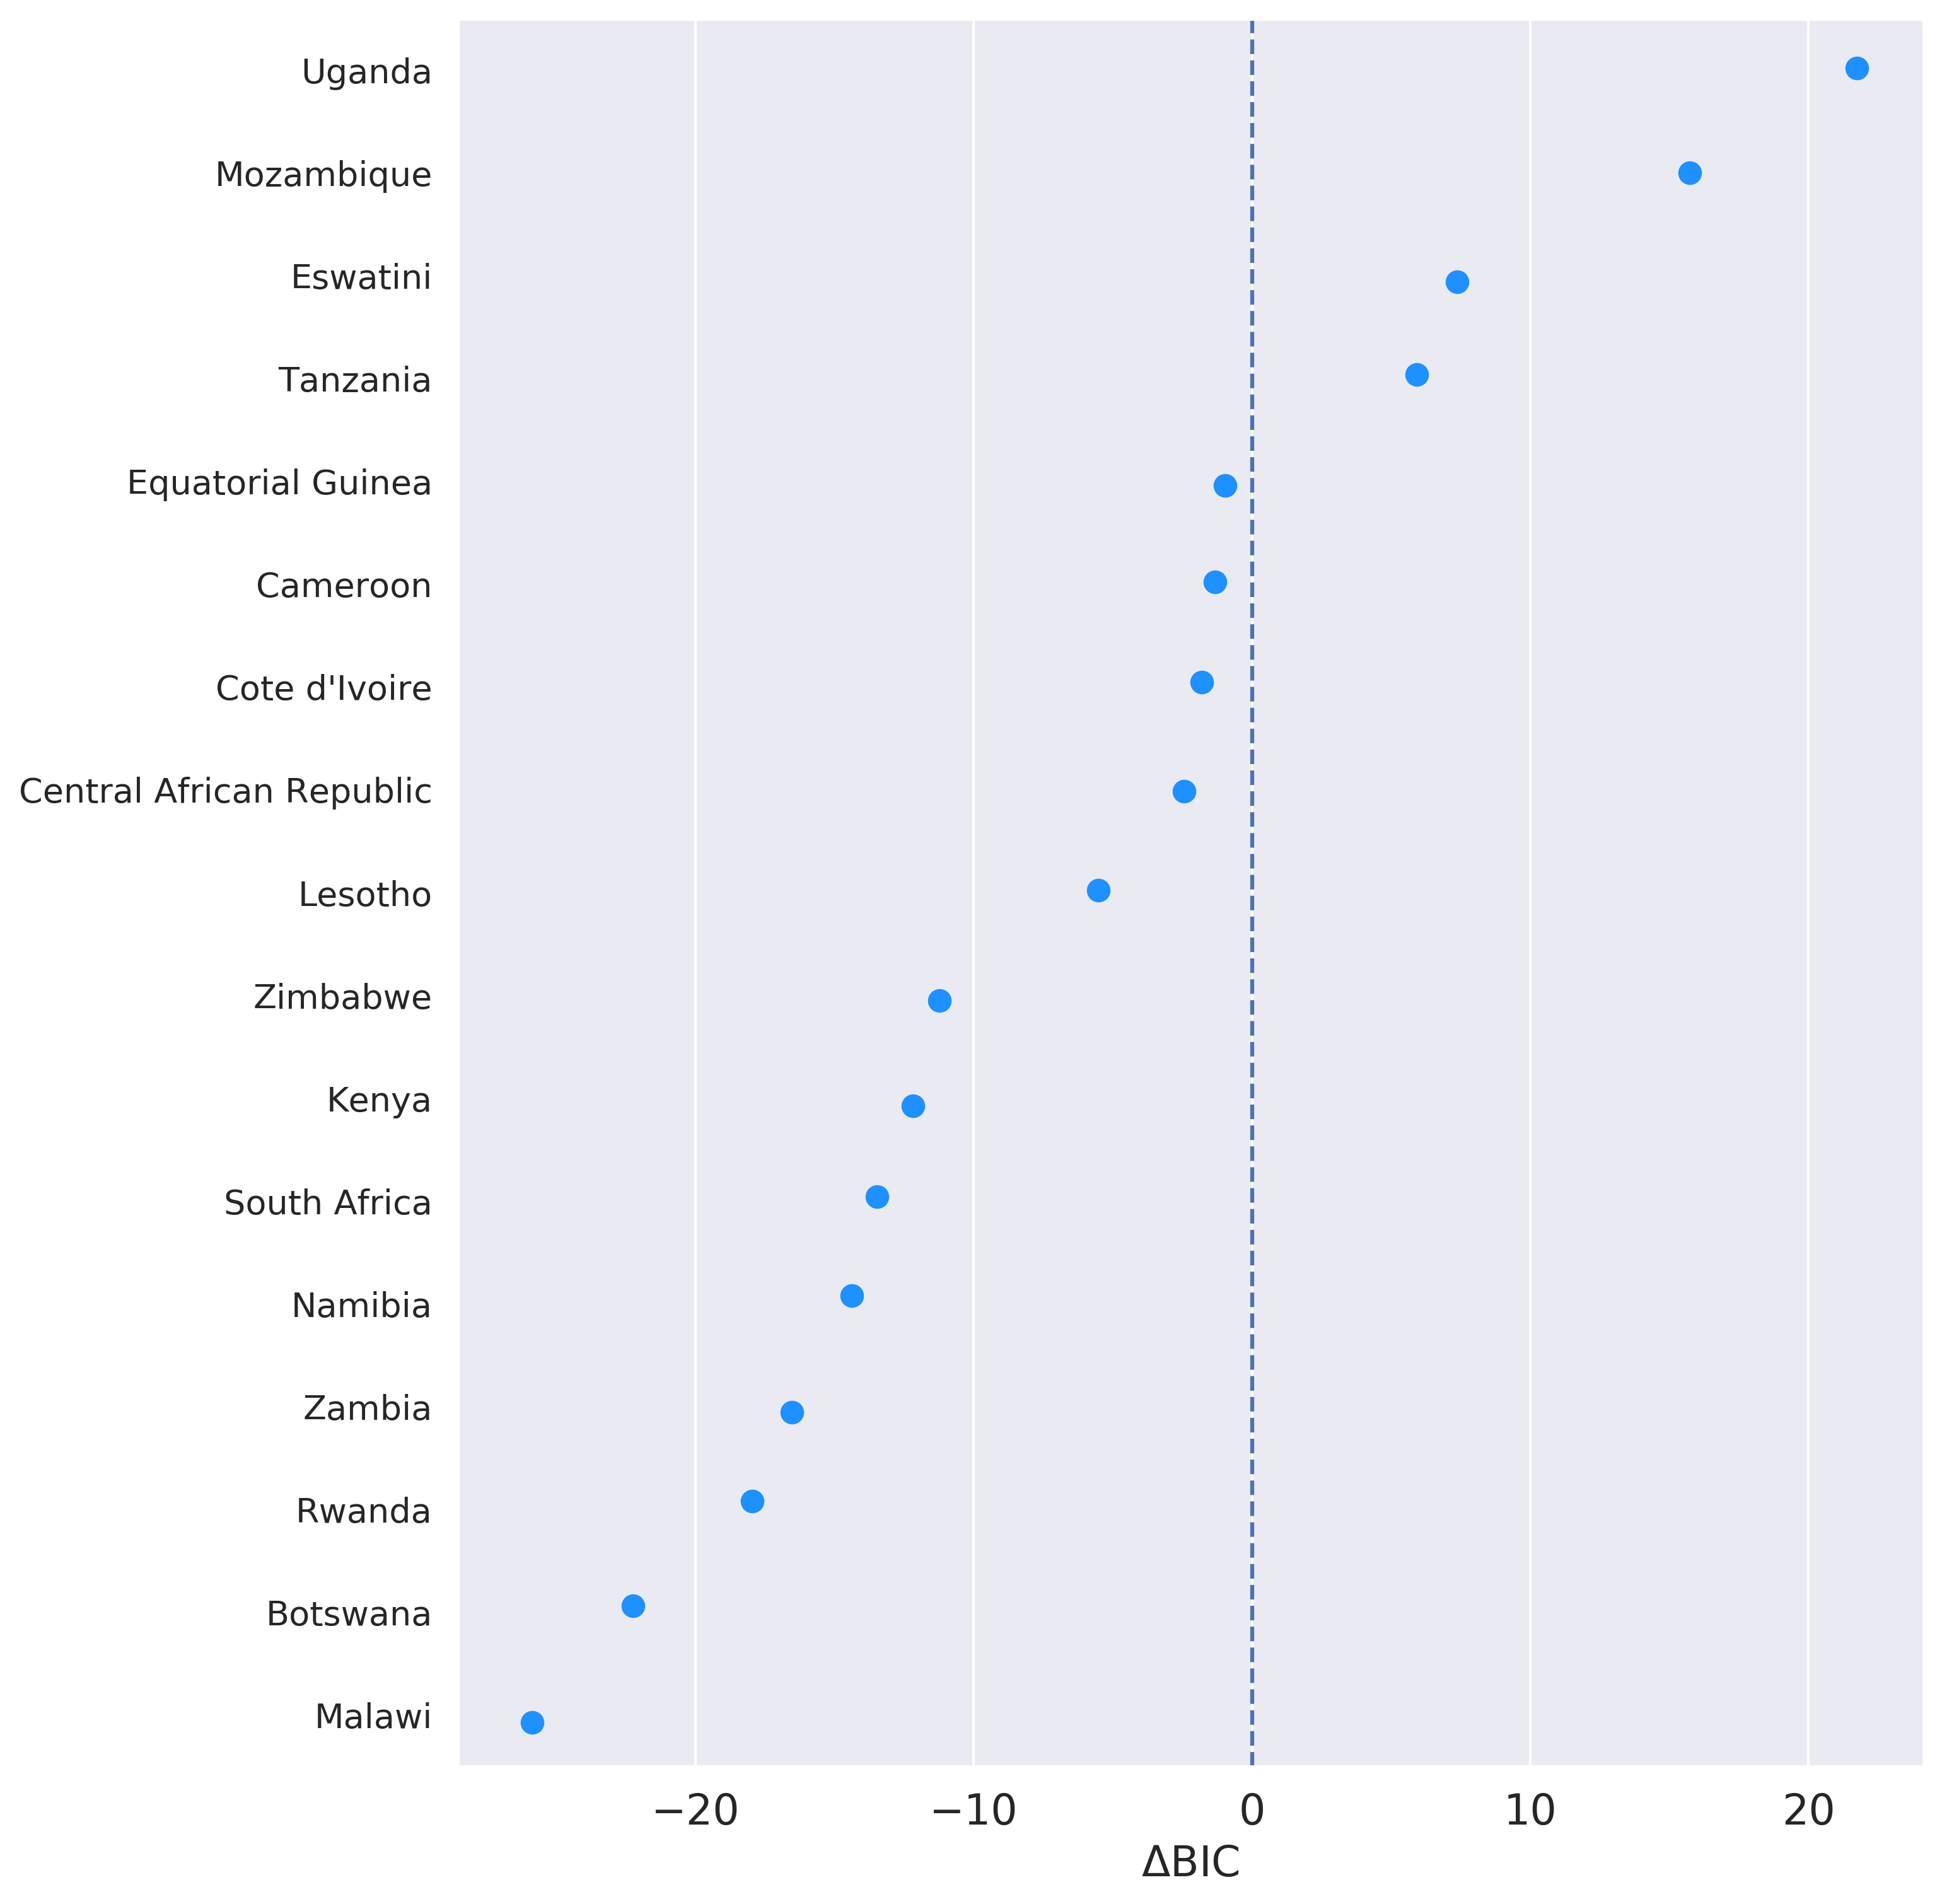 Uganda
Mozambique
Eswatini
Tanzania
Equatorial Guinea
Cameroon
Cote d'Ivoire
Central African Republic
Lesotho
Zimbabwe
Kenya
South Africa
Namibia
Zambia
Rwanda
Botswana
Malawi
−20 −10 0 10 20
ΔBIC